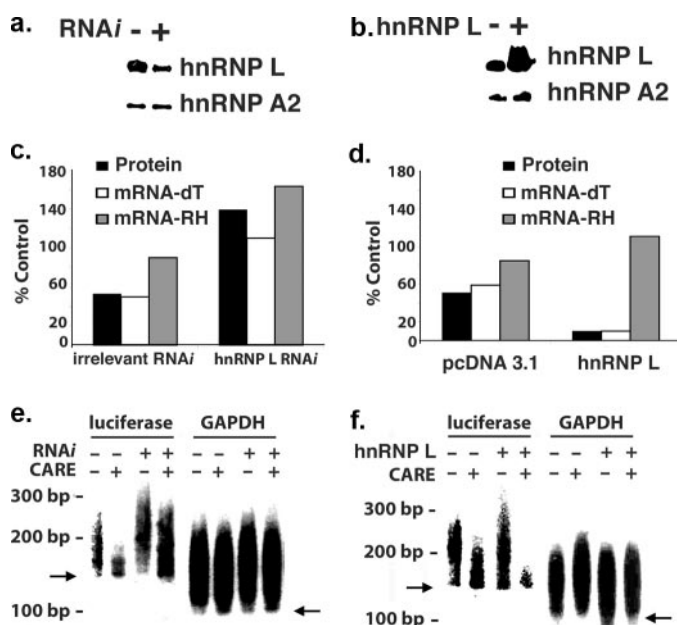 a. RNAi - +
hnRNP L
hnRNP A2
b. hnRNP L - +
hnRNP L
hnRNP A2
c.
180
140
100
60
20
0
% Control
Protein
mRNA-dT
mRNA-RH
irrelevant RNAi
hnRNP L RNAi
d.
180
140
100
60
20
0
% Control
Protein
mRNA-dT
mRNA-RH
pcDNA 3.1
hnRNP L
e. luciferase GAPDH
RNAi - - + + - - + +
CARE - + - + - + - +
300 bp -
200 bp -
100 bp -
f. luciferase GAPDH
hnRNP L - - + + - - + +
CARE - + - + - + - +
300 bp -
200 bp -
100 bp -